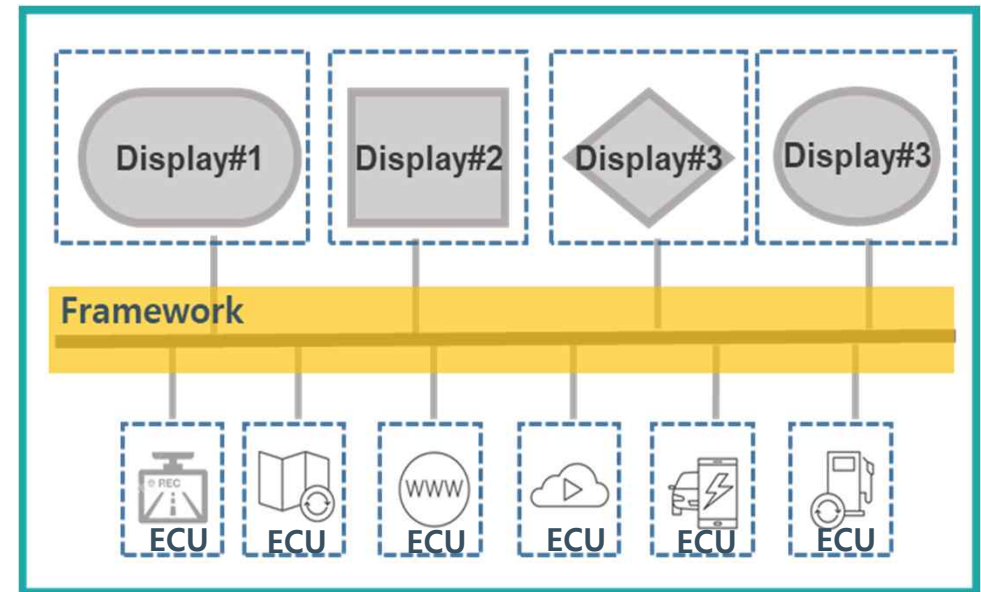 Display#1
Display#2
Display#3
Display#3
Framework
REC
WWW
ECU
ECU
ECU
ECU
ECU
ECU